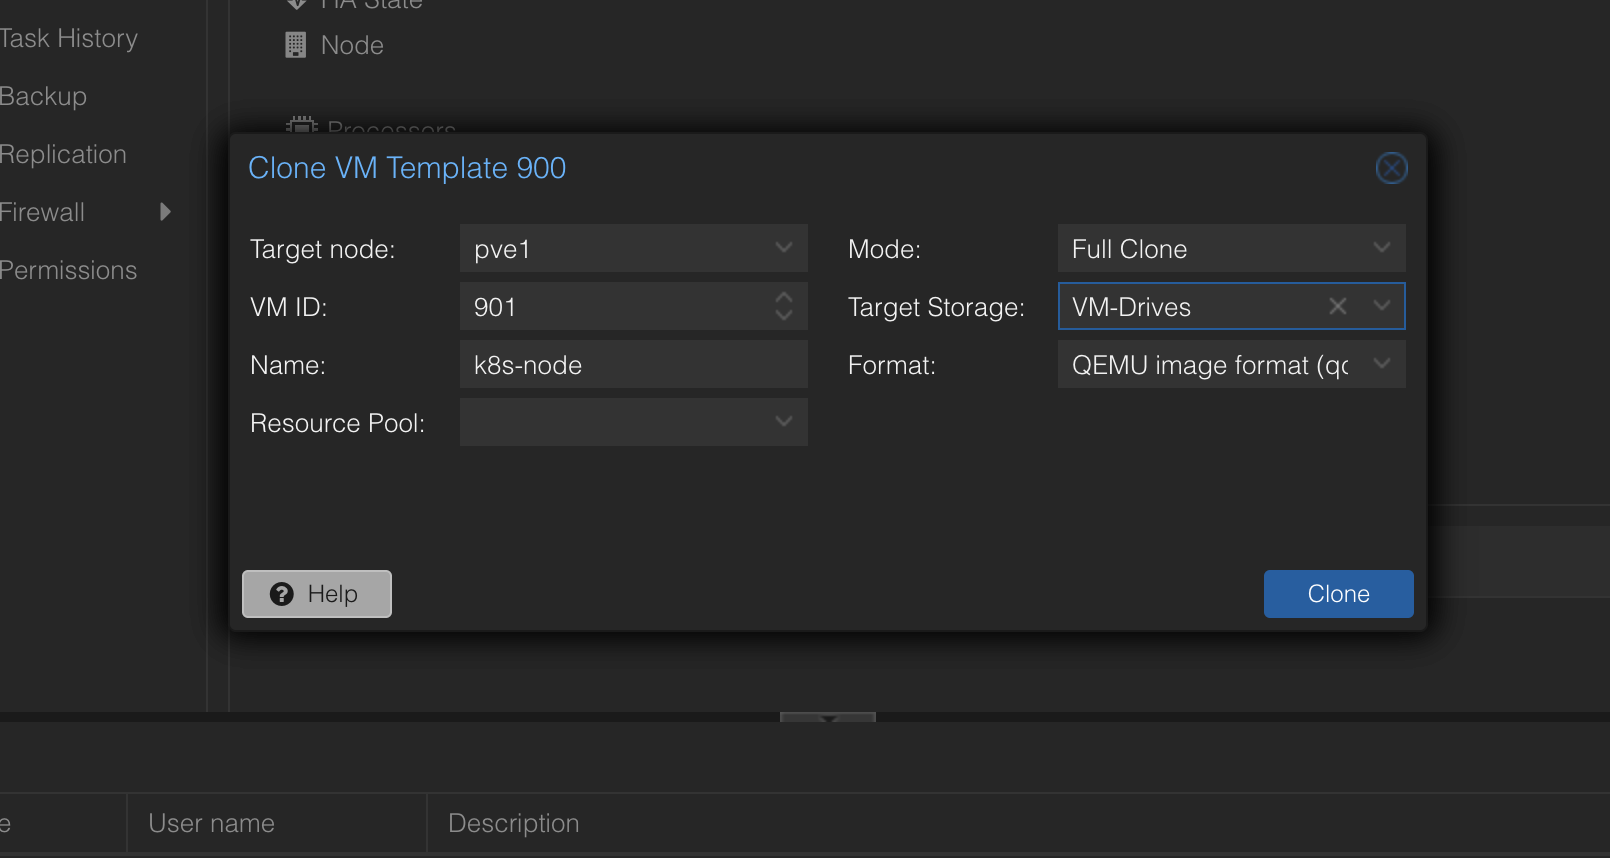 HA State
Task History
Node
Backup
Processors
Replication
Firewall
Permissions
Clone VM Template 900
Target node: pve1
Mode: Full Clone
VM ID: 901
Target Storage: VM-Drives
Name: k8s-node
Format: QEMU image format (qc
Resource Pool:
Help
Clone
e
User name
Description